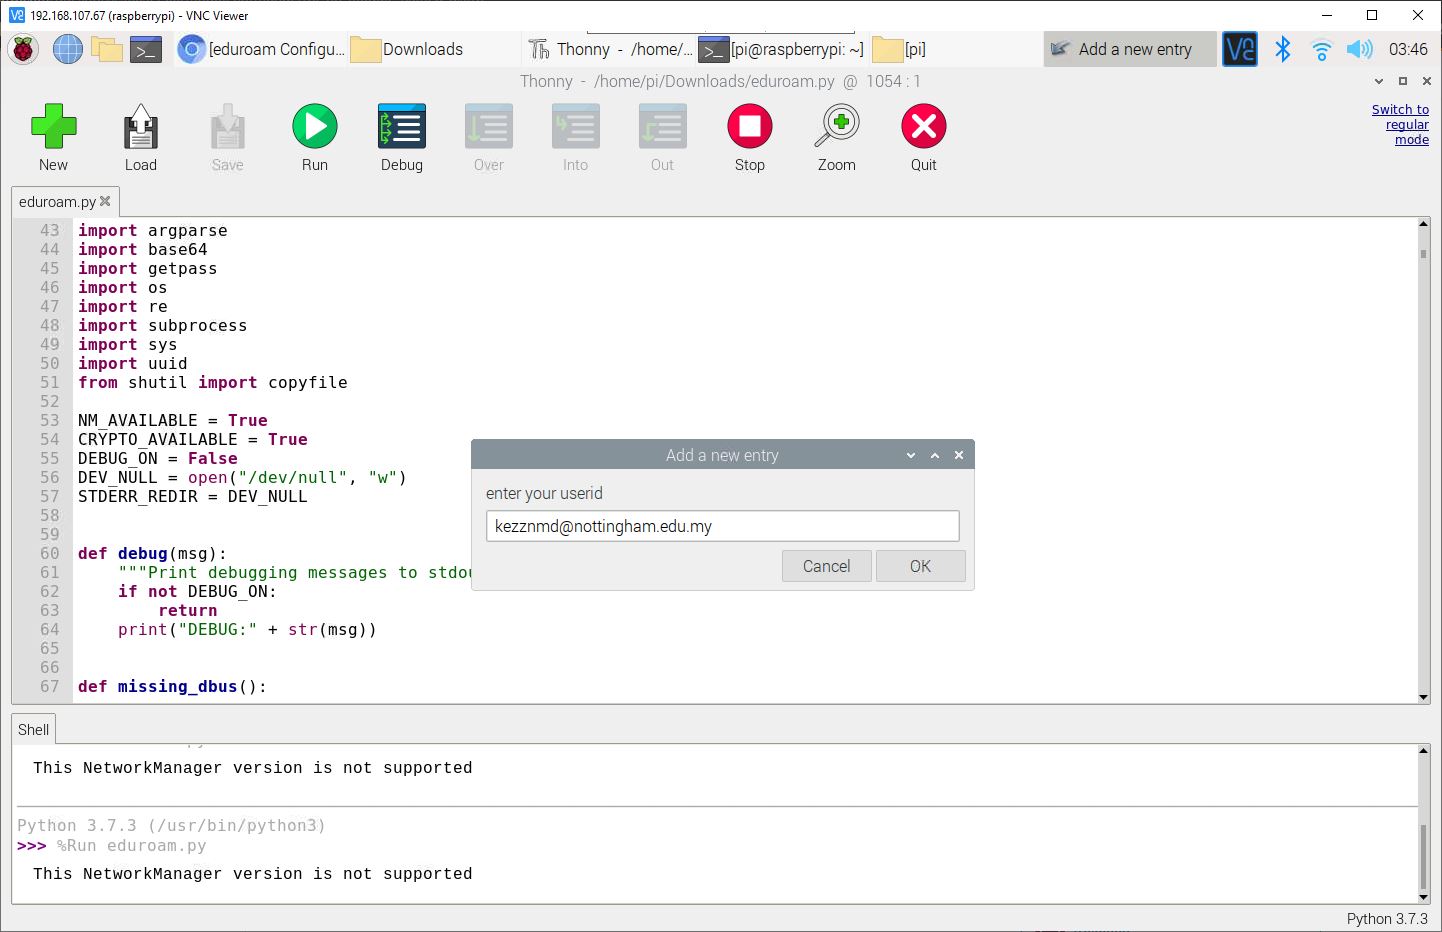 192.168.107.67 (raspberrypi) - VNC Viewer
[eduroam Configu... Downloads Thonny - /home/... [pi@raspberrypi: ~] [pi] Add a new entry 03:46
Thonny - /home/pi/Downloads/eduroam.py @ 1054 : 1
New Load Save Run Debug Over Into Out Stop Zoom Quit
Switch to
regular
mode
eduroam.py
43 import argparse
44 import base64
45 import getpass
46 import os
47 import re
48 import subprocess
49 import sys
50 import uuid
51 from shutil import copyfile
52
53 NM_AVAILABLE = True
54 CRYPTO_AVAILABLE = True
55 DEBUG_ON = False
56 DEV_NULL = open("/dev/null", "w")
57 STDERR_REDIR = DEV_NULL
58
59
60 def debug(msg):
61 """Print debugging messages to stdou
62 if not DEBUG_ON:
63 return
64 print("DEBUG:" + str(msg))
65
66
67 def missing_dbus():
Add a new entry
enter your userid
kezznmd@nottingham.edu.my
Cancel OK
Shell
This NetworkManager version is not supported
Python 3.7.3 (/usr/bin/python3)
>>> %Run eduroam.py
This NetworkManager version is not supported
Python 3.7.3